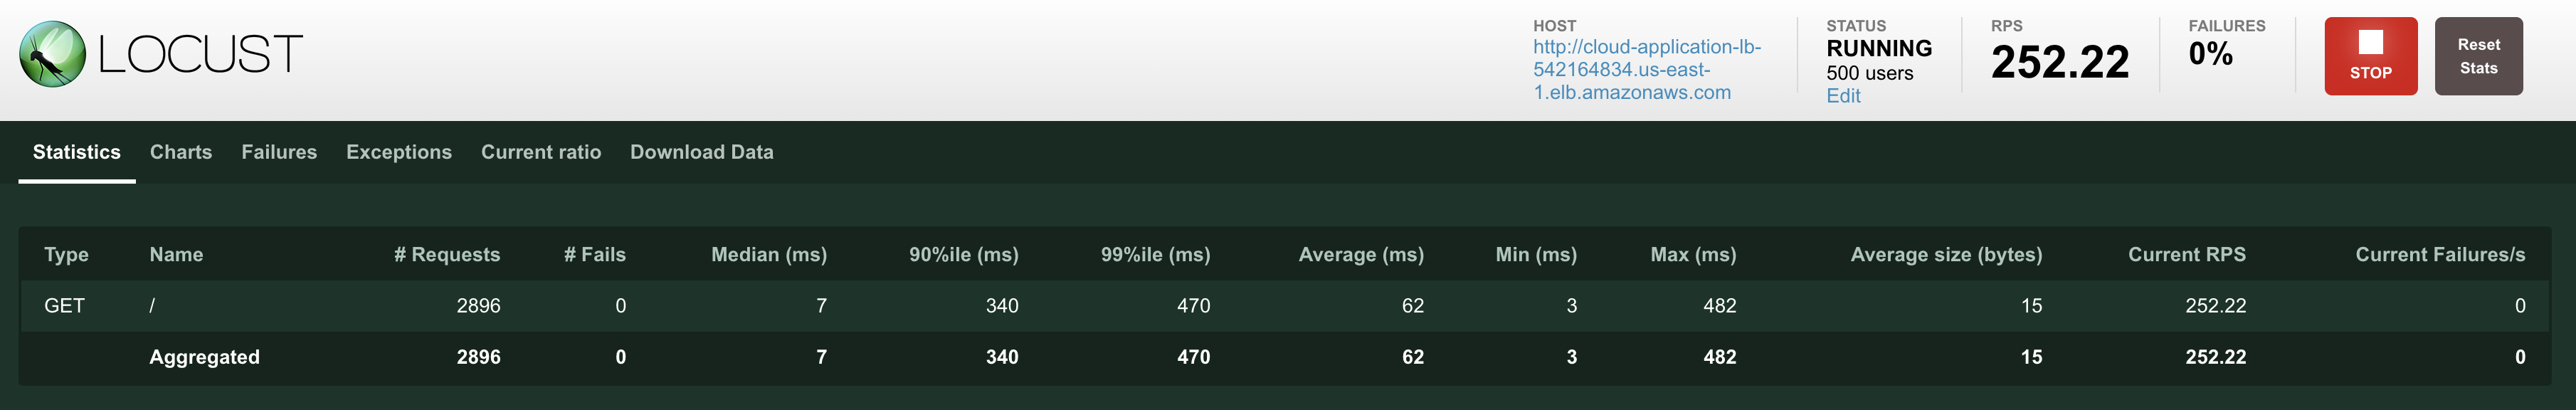 LOCUST
HOST
http://cloud-application-lb-
542164834.us-east-
1.elb.amazonaws.com
STATUS
RUNNING
500 users
Edit
RPS
252.22
FAILURES
0%
STOP
Reset
Stats
Statistics Charts Failures Exceptions Current ratio Download Data
Type Name # Requests # Fails Median (ms) 90%ile (ms) 99%ile (ms) Average (ms) Min (ms) Max (ms) Average size (bytes) Current RPS Current Failures/s
GET / 2896 0 7 340 470 62 3 482 15 252.22 0
Aggregated 2896 0 7 340 470 62 3 482 15 252.22 0